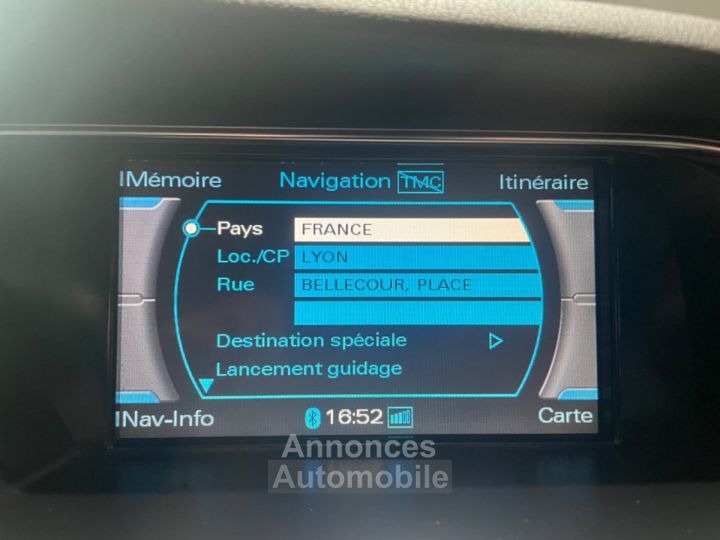 Mémoire Navigation TMC Itinéraire
Pays FRANCE
Loc./CP LYON
Rue BELLECOUR, PLACE
Destination spéciale
Lancement guidage
Nav-Info 16:52 Carte
Annonces
Automobile